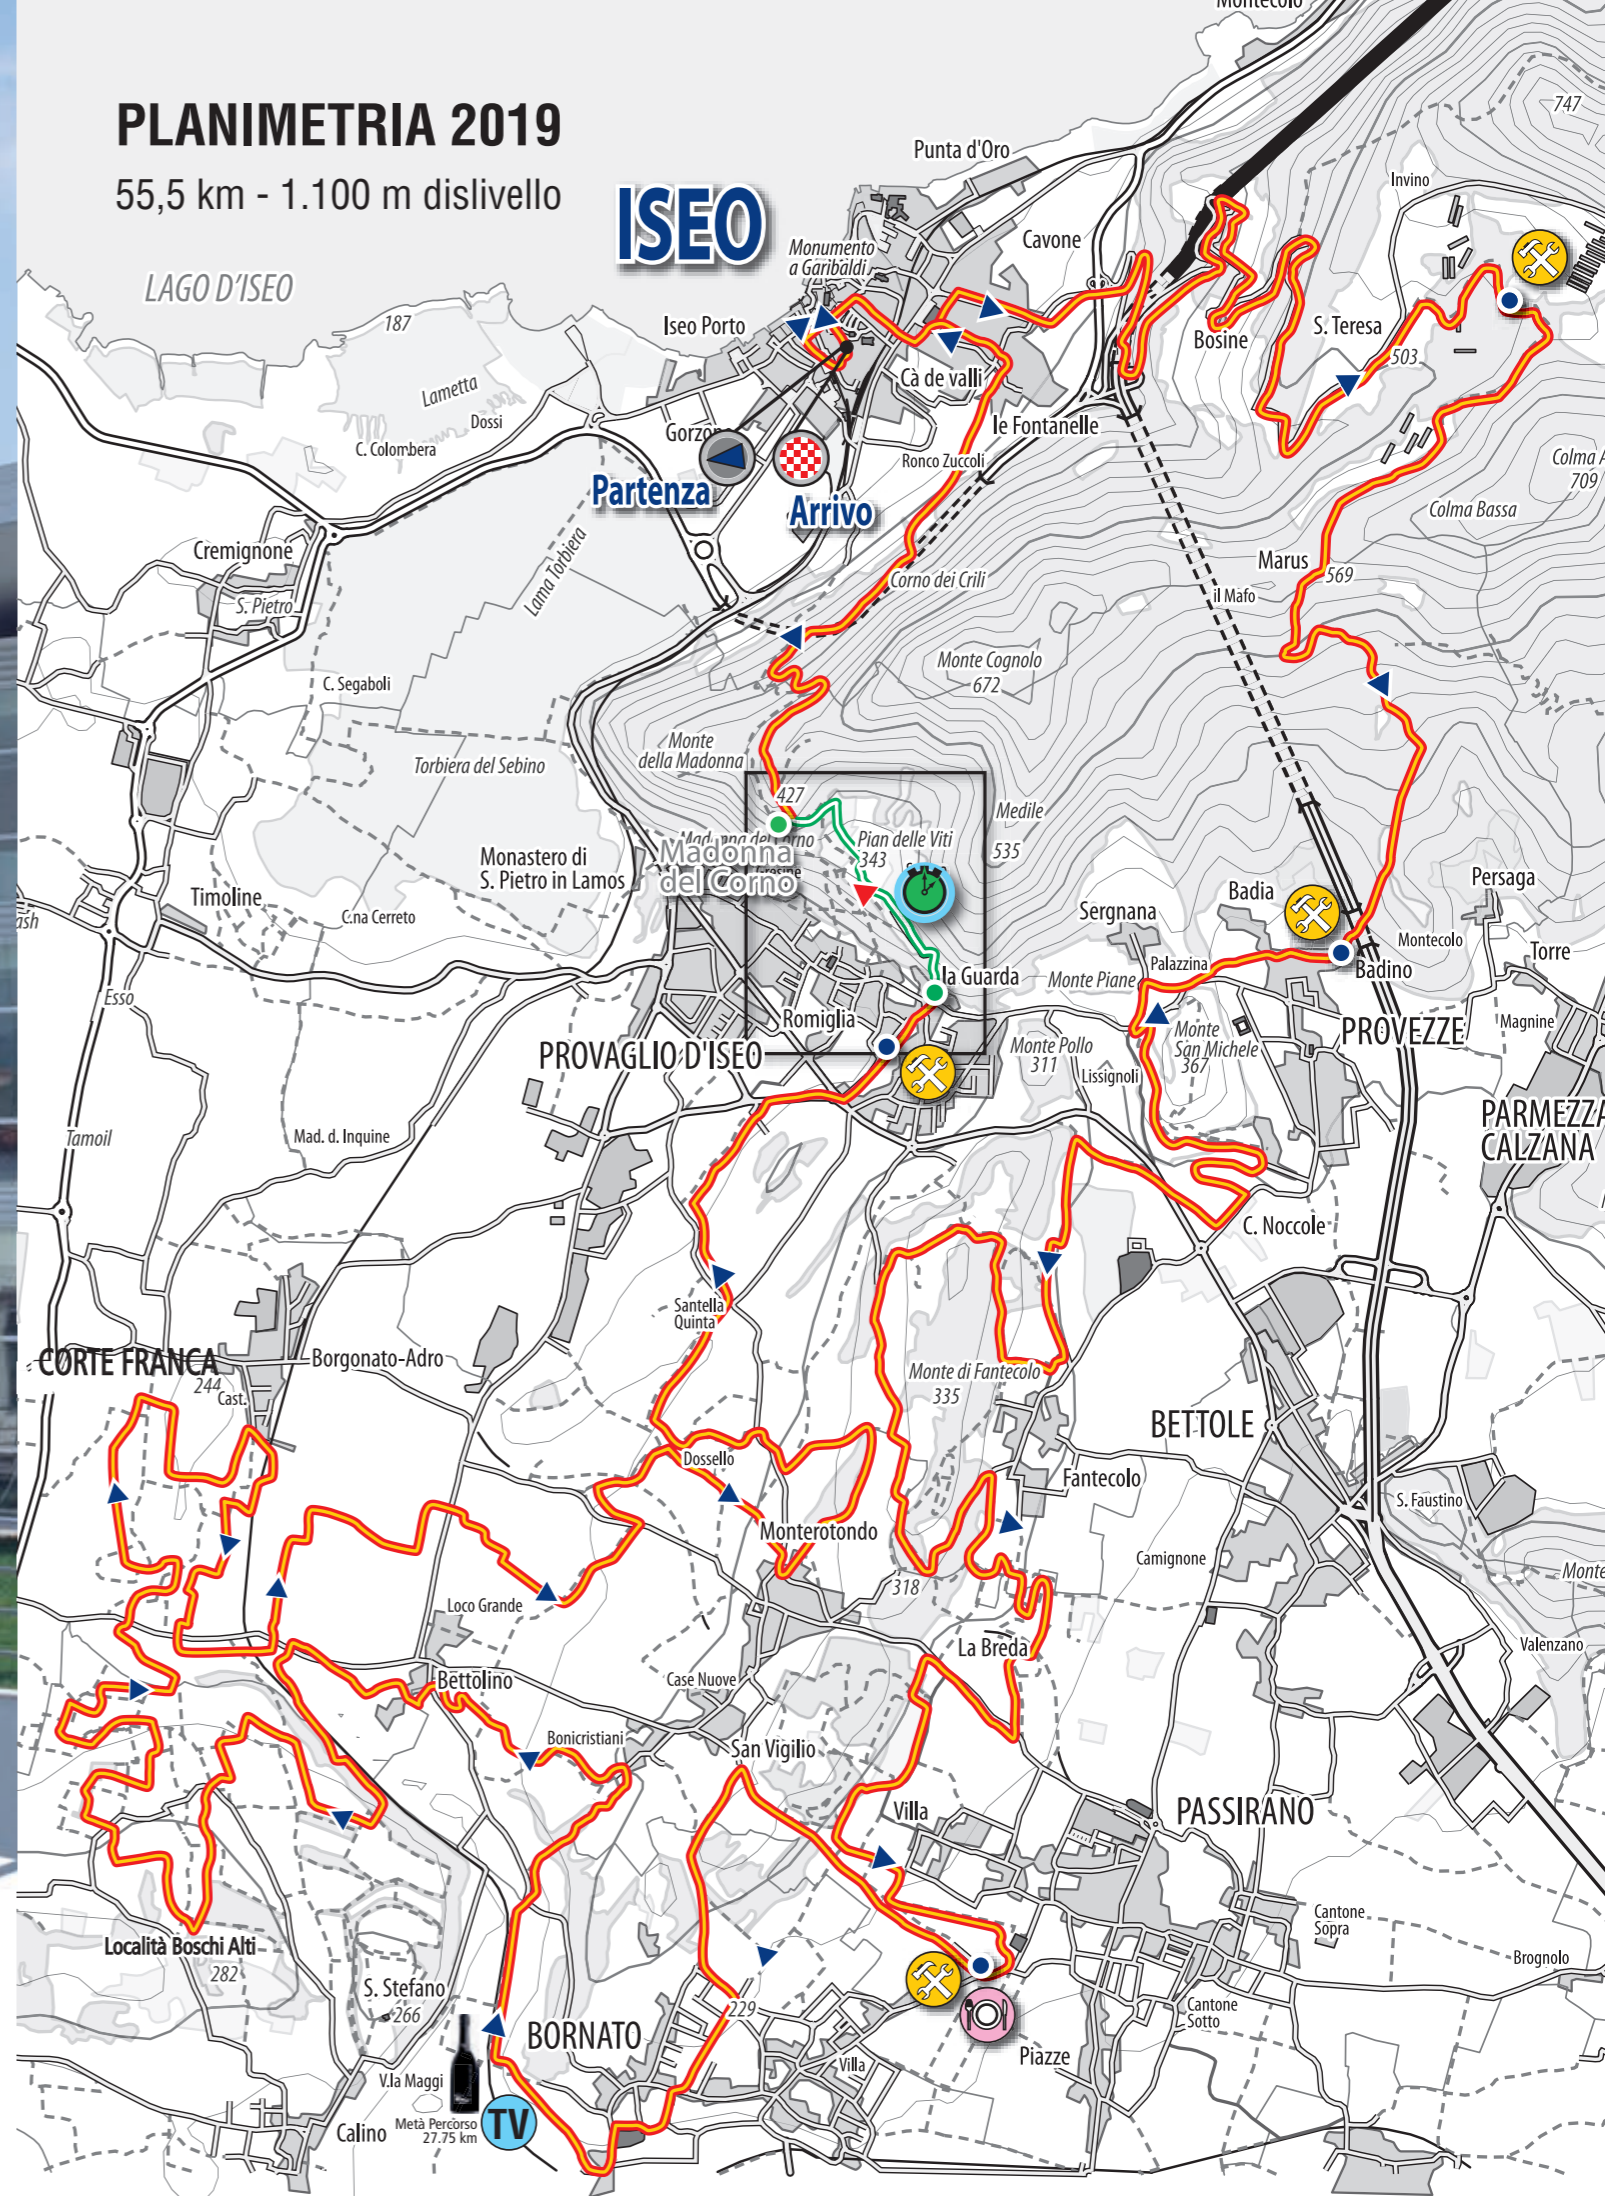 Montecolo
PLANIMETRIA 2019
55,5 km - 1.100 m dislivello
747
Punta d'Oro
Invino
ISEO
Cavone
Monumento
a Garibaldi
LAGO D'ISEO
187
Iseo Porto
S. Teresa
Bosine
503
Cà de valli
Lametta
Dossi
C. Colombera
Gorzone
le Fontanelle
Ronco Zuccoli
Colma A
709
Partenza
Arrivo
Colma Bassa
Cremignone
Lama Torbiera
Marus
569
Corno dei Crili
il Mafo
S. Pietro
Monte Cognolo
672
C. Segaboli
Monte
della Madonna
Torbiera del Sebino
427
Medile
535
Madonna del Corno
Pian delle Viti
343
Madonna
del Corno
Monastero di
S. Pietro in Lamos
Timoline
C.na Cerreto
Badia
Persaga
Sergnana
Montecolo
Torre
Palazzina
Badino
la Guarda
Monte Piane
Esso
Romiglia
Magnine
PROVEZZE
Monte
San Michele
367
PROVAGLIO D'ISEO
Monte Pollo
311
Lissignoli
PARMEZZA
CALZANA
Tamoil
Mad. d. Inquine
C. Noccole
Santella
Quinta
CORTE FRANCA
244
Cast.
Borgonato-Adro
Monte di Fantecolo
335
BETTOLE
Dossello
Fantecolo
S. Faustino
Monterotondo
Camignone
Monte
318
Loco Grande
La Breda
Valenzano
Bettolino
Case Nuove
Bonicristiani
San Vigilio
Villa
PASSIRANO
Cantone
Sopra
Località Boschi Alti
282
Brognolo
S. Stefano
266
229
Cantone
Sotto
BORNATO
Piazze
Villa
V.la Maggi
Calino
Metà Percorso
27.75 km
TV